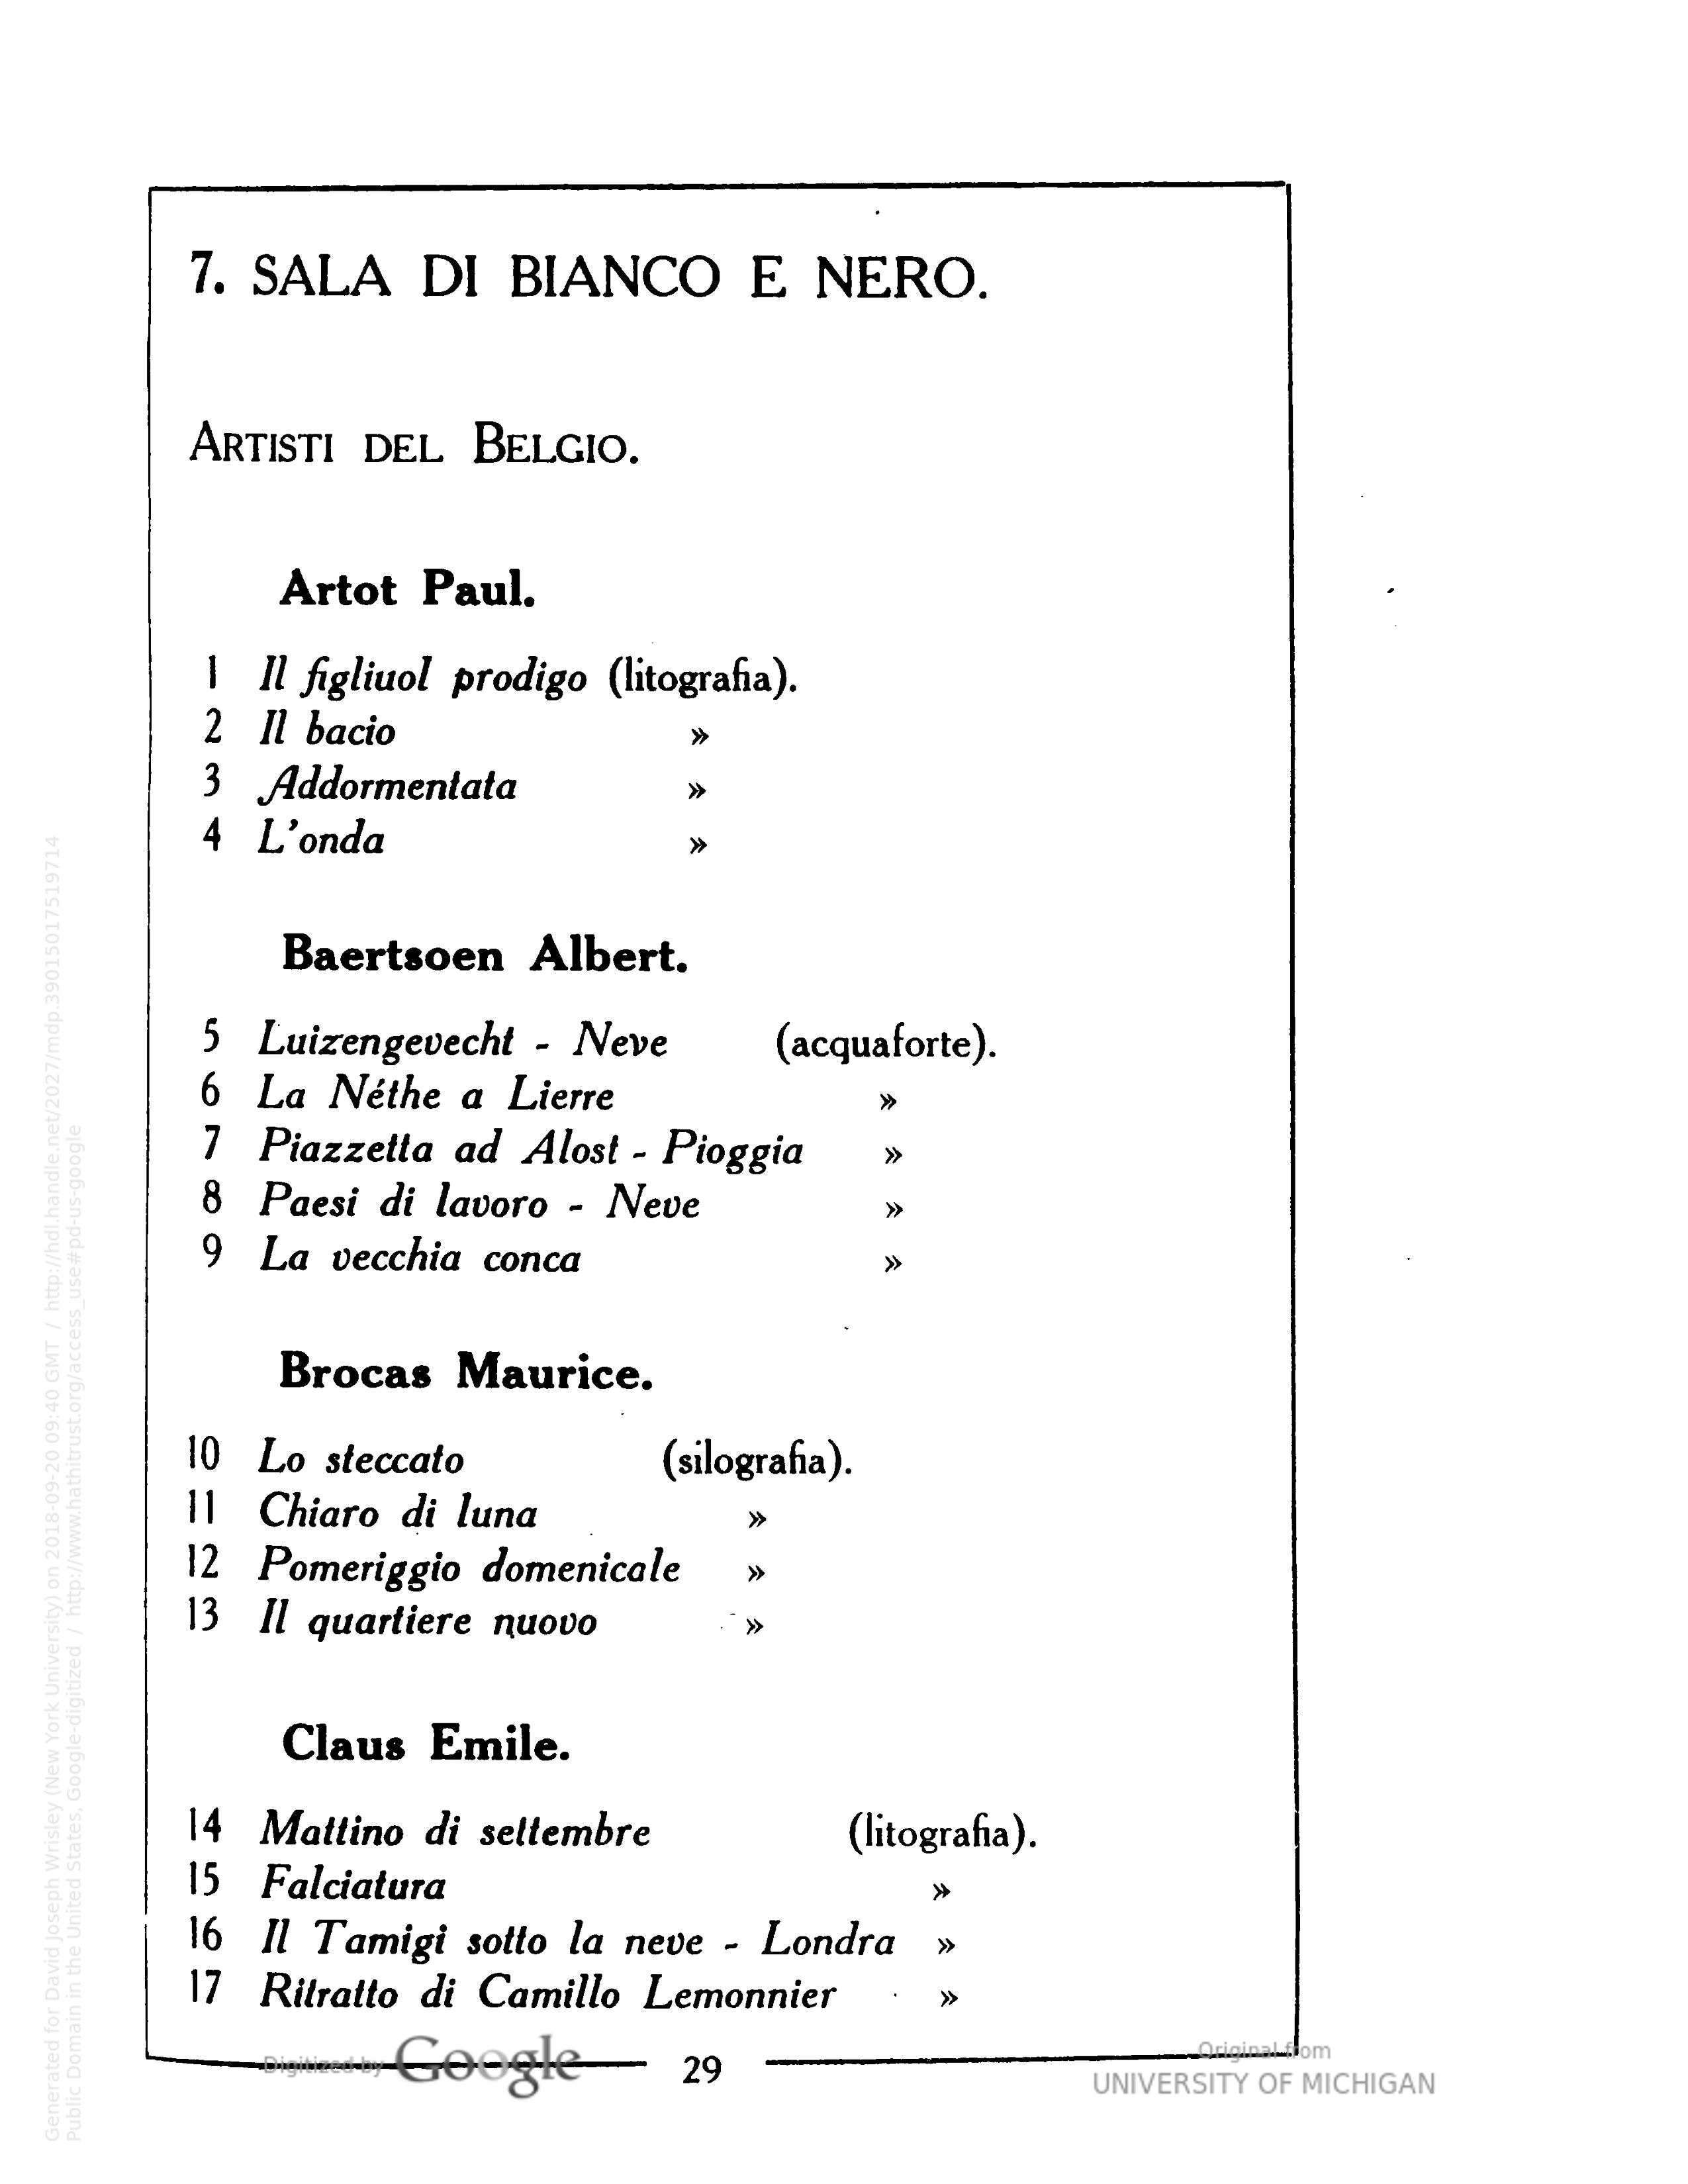 7. SALA DI BIANCO E NERO.
ARTISTI DEL BELGIO.
Artot Paul.
1 Il figliuol prodigo (litografia).
2 Il bacio »
3 Addormentata »
4 L'onda »
Baertsoen Albert.
5 Luizengevecht - Neve (acquaforte).
6 La Néthe a Lierre »
7 Piazzetta ad Alost - Pioggia »
8 Paesi di lavoro - Neve »
9 La vecchia conca »
Brocas Maurice.
10 Lo steccato (silografia).
11 Chiaro di luna »
12 Pomeriggio domenicale »
13 Il quartiere nuovo »
Claus Emile.
14 Mattino di settembre (litografia).
15 Falciatura »
16 Il Tamigi sotto la neve - Londra »
17 Ritratto di Camillo Lemonnier »
29
Digitized by Google
Original from
UNIVERSITY OF MICHIGAN
Generated for David Joseph Wrisley (New York University) on 2018-09-20 09:40 GMT / http://hdl.handle.net/2027/mdp.39015017519714
Public Domain in the United States, Google-digitized / http://www.hathitrust.org/access_use#pd-us-google